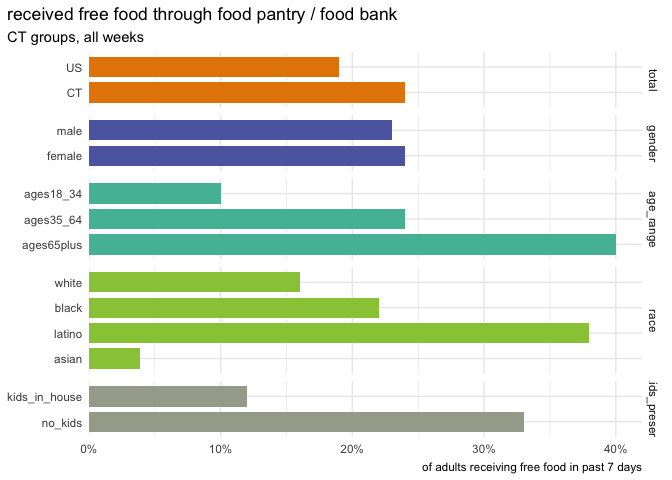 received free food through food pantry / food bank
CT groups, all weeks
US
CT
total
male
female
gender
ages18_34
ages35_64
ages65plus
age_range
white
black
latino
asian
race
kids_in_house
no_kids
ids_preser
0% 10% 20% 30% 40%
of adults receiving free food in past 7 days